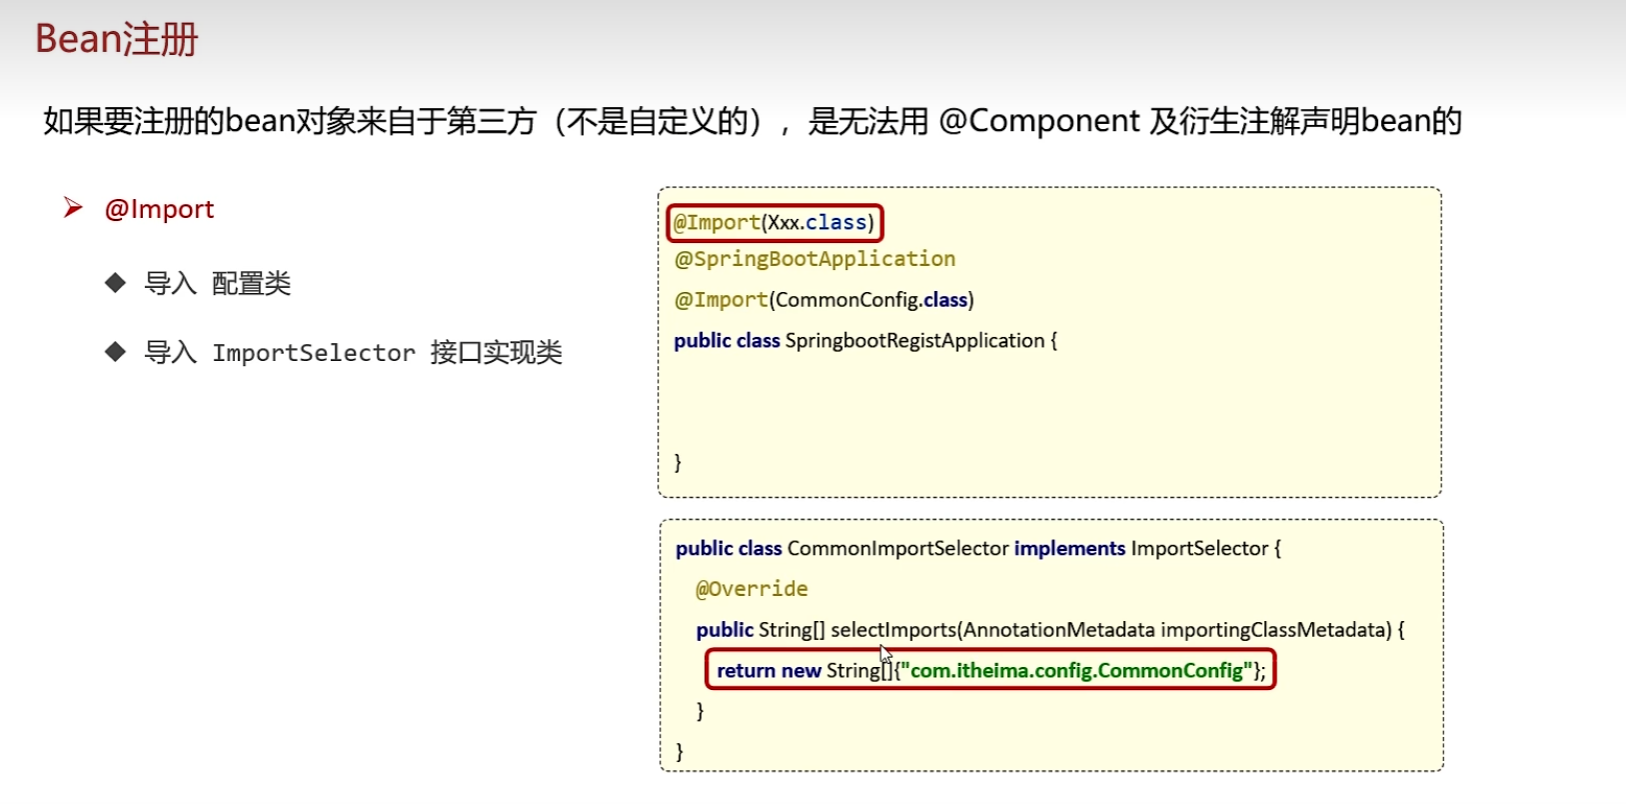 Bean注册
如果要注册的bean对象来自于第三方（不是自定义的），是无法用 @Component 及衍生注解声明bean的
@Import
导入 配置类
导入 ImportSelector 接口实现类
@Import(Xxx.class)
@SpringBootApplication
@Import(CommonConfig.class)
public class SpringbootRegistApplication {
}
public class CommonImportSelector implements ImportSelector {
@Override
public String[] selectImports(AnnotationMetadata importingClassMetadata) {
return new String[]{"com.itheima.config.CommonConfig"};
}
}